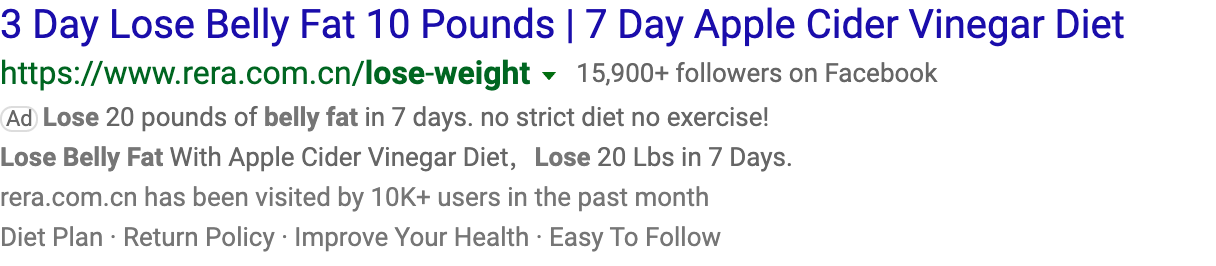 3 Day Lose Belly Fat 10 Pounds | 7 Day Apple Cider Vinegar Diet
https://www.rera.com.cn/lose-weight 15,900+ followers on Facebook
Ad Lose 20 pounds of belly fat in 7 days. no strict diet no exercise!
Lose Belly Fat With Apple Cider Vinegar Diet， Lose 20 Lbs in 7 Days.
rera.com.cn has been visited by 10K+ users in the past month
Diet Plan · Return Policy · Improve Your Health · Easy To Follow